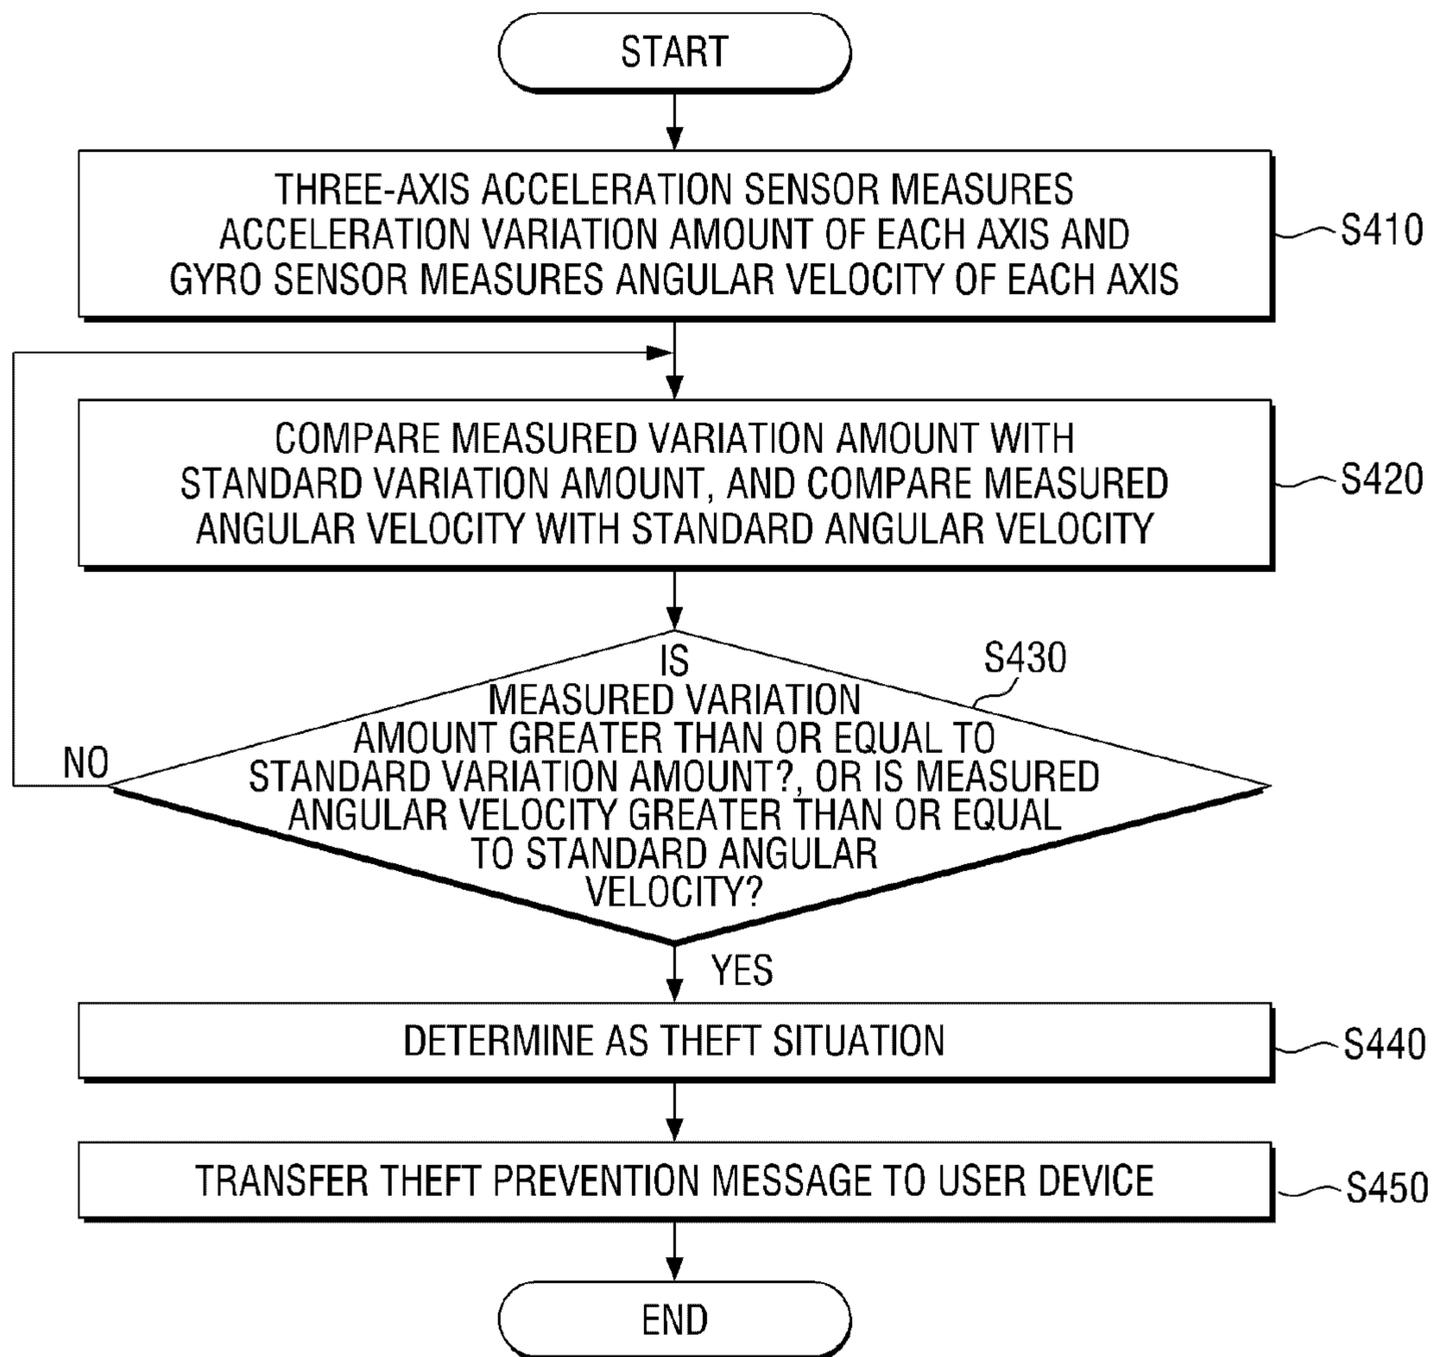 START
THREE-AXIS ACCELERATION SENSOR MEASURES
ACCELERATION VARIATION AMOUNT OF EACH AXIS AND
GYRO SENSOR MEASURES ANGULAR VELOCITY OF EACH AXIS
S410
COMPARE MEASURED VARIATION AMOUNT WITH
STANDARD VARIATION AMOUNT, AND COMPARE MEASURED
ANGULAR VELOCITY WITH STANDARD ANGULAR VELOCITY
S420
IS
MEASURED VARIATION
AMOUNT GREATER THAN OR EQUAL TO
STANDARD VARIATION AMOUNT?, OR IS MEASURED
ANGULAR VELOCITY GREATER THAN OR EQUAL
TO STANDARD ANGULAR
VELOCITY?
S430
NO
YES
DETERMINE AS THEFT SITUATION
S440
TRANSFER THEFT PREVENTION MESSAGE TO USER DEVICE
S450
END